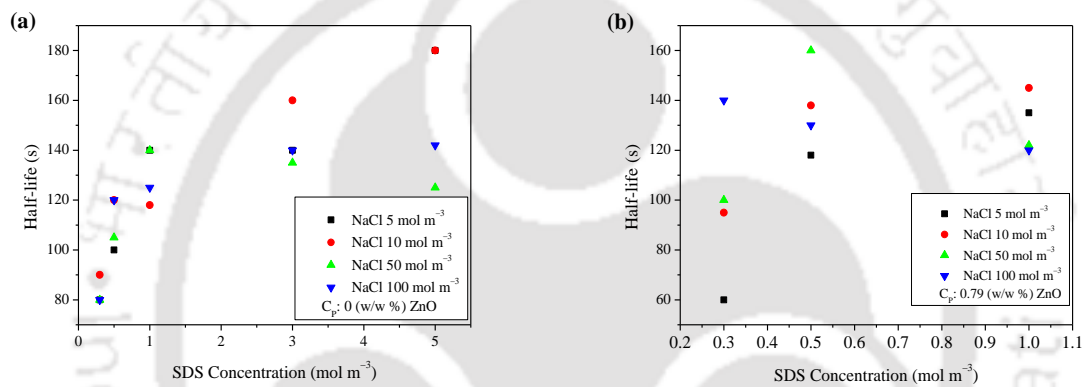 (a)
180
160
140
120
100
80
Half-life (s)
0
1
2
3
4
5
SDS Concentration (mol m⁻³)
NaCl 5 mol m⁻³
NaCl 10 mol m⁻³
NaCl 50 mol m⁻³
NaCl 100 mol m⁻³
C_P: 0 (w/w %) ZnO
(b)
160
140
120
100
80
60
Half-life (s)
0.2 0.3 0.4 0.5 0.6 0.7 0.8 0.9 1.0 1.1
SDS Concentration (mol m⁻³)
NaCl 5 mol m⁻³
NaCl 10 mol m⁻³
NaCl 50 mol m⁻³
NaCl 100 mol m⁻³
C_P: 0.79 (w/w %) ZnO